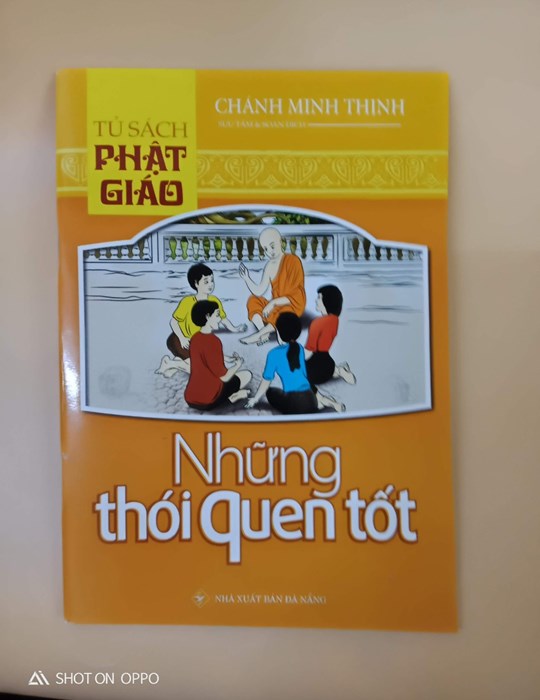 TỦ SÁCH
PHẬT
GIÁO
CHÁNH MINH THỊNH
SƯU TẦM & SOẠN DỊCH
Những
thói quen tốt
NHÀ XUẤT BẢN ĐÀ NẴNG
SHOT ON OPPO